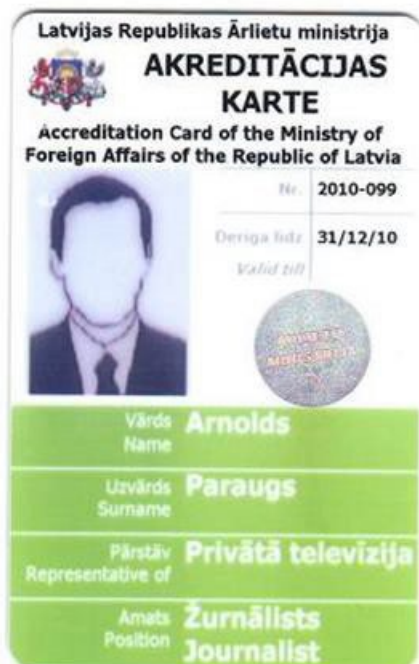 Latvijas Republikas Ārlietu ministrija
AKREDITĀCIJAS
KARTE
Accreditation Card of the Ministry of
Foreign Affairs of the Republic of Latvia
Nr. 2010-099
Derīga līdz 31/12/10
Valid till
MINISTRIJA
Vārds Arnolds
Name
Uzvārds Paraugs
Surname
Pārstāv Privātā televīzija
Representative of
Amats Žurnālists
Position Journalist